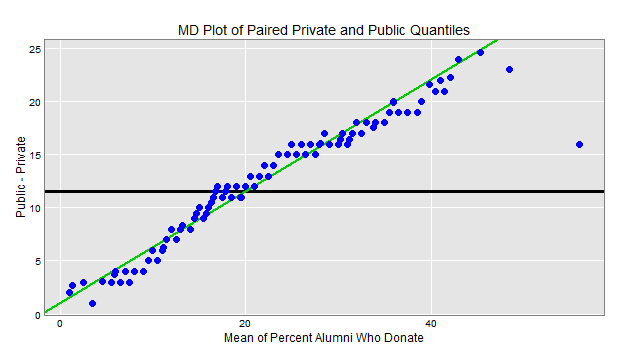 MD Plot of Paired Private and Public Quantiles
25
20
15
10
5
0
Public - Private
0 20 40
Mean of Percent Alumni Who Donate